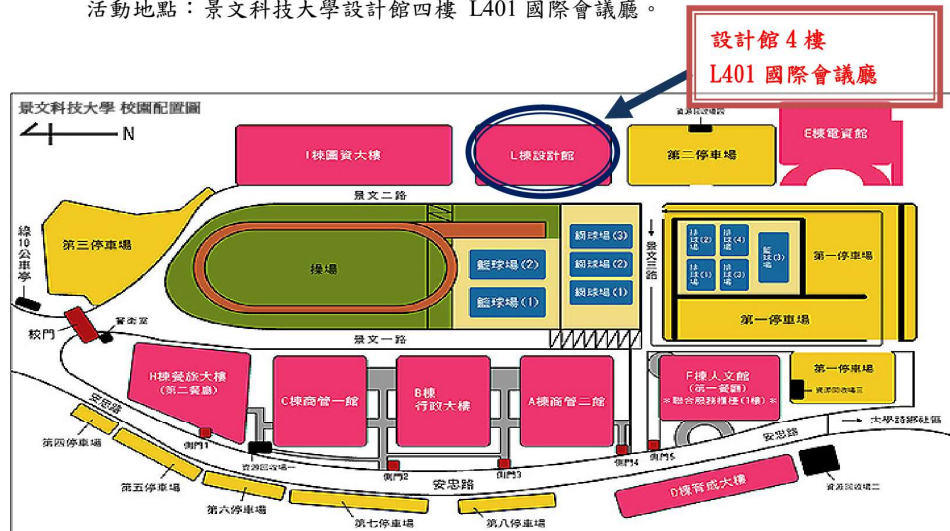 活動地點：景文科技大學設計館四樓 L401 國際會議廳。
設計館 4 樓
L401 國際會議廳
景文科技大學 校園配置圖
N
資源回收場四
E棟電資館
I棟圖資大樓
L棟設計館
第二停車場
景文二路
綠10公車亭
第三停車場
操場
籃球場(2)
籃球場(1)
網球場(3)
網球場(2)
網球場(1)
景文三路
排球場(2)
排球場(4)
排球場(1)
排球場(3)
籃球場(3)
第一停車場
第一停車場
校門
警衛室
景文一路
H棟餐旅大樓
(第二餐廳)
C棟商管一館
B棟
行政大樓
A棟商管二館
F棟人文館
(第一餐廳)
＊聯合服務櫃檯(1樓)＊
第一停車場
資源回收場三
大學詩鄉社區
安忠路
側門1
資源回收場一
側門2
側門3
側門4
側門5
安忠路
安忠路
第四停車場
第五停車場
第六停車場
第七停車場
第八停車場
D棟育成大樓
資源回收場二